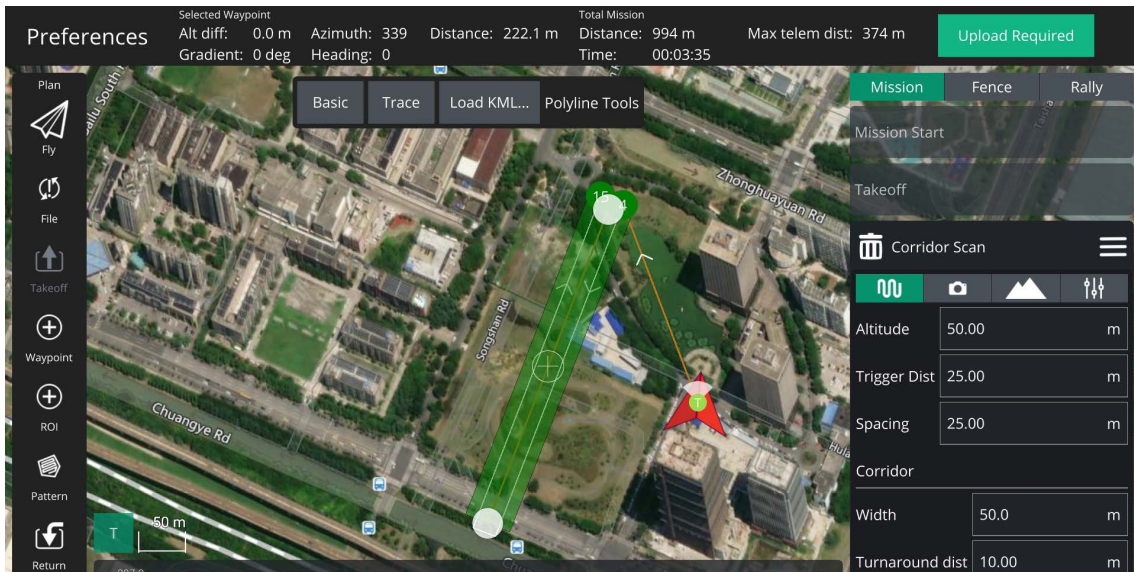 Preferences
Selected Waypoint
Alt diff: 0.0 m Azimuth: 339 Distance: 222.1 m
Gradient: 0 deg Heading: 0
Total Mission
Distance: 994 m Max telem dist: 374 m
Time: 00:03:35
Upload Required
Plan
Fly
File
Takeoff
Waypoint
ROI
Pattern
Return
Basic Trace Load KML... Polyline Tools
Zhonghuayuan Rd
Songshan Rd
Chuangye Rd
15
T
T
50 m
Mission Fence Rally
Mission Start
Takeoff
Corridor Scan
Altitude 50.00 m
Trigger Dist 25.00 m
Spacing 25.00 m
Corridor
Width 50.0 m
Turnaround dist 10.00 m